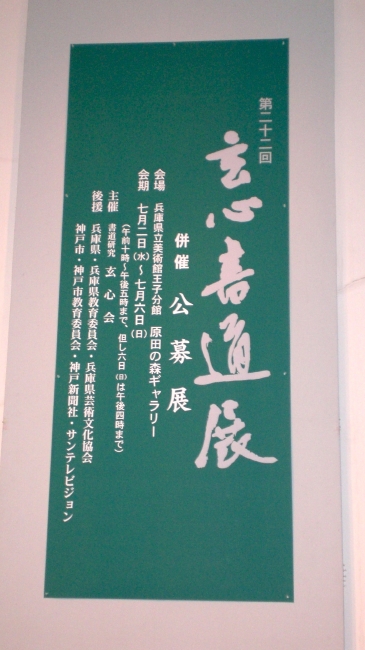 第二十二回
玄心書道展
併催 公募展
会場 兵庫県立美術館王子分館 原田の森ギャラリー
会期 七月二日(水)～七月六日(日)
(午前十時～午後五時まで、但し六日(日)は午後四時まで)
主催 書道研究 玄心会
後援 兵庫県・兵庫県教育委員会・兵庫県芸術文化協会
神戸市・神戸市教育委員会・神戸新聞社・サンテレビジョン